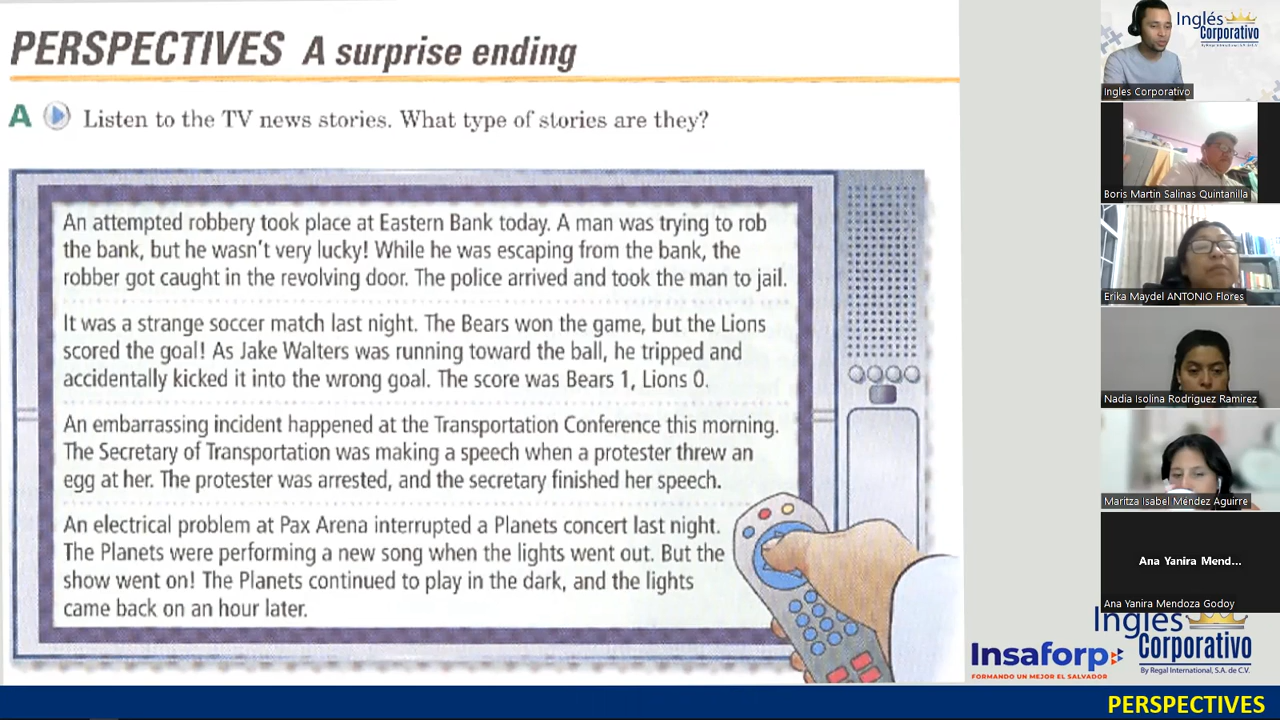 PERSPECTIVES A surprise ending
A Listen to the TV news stories. What type of stories are they?
An attempted robbery took place at Eastern Bank today. A man was trying to rob
the bank, but he wasn't very lucky! While he was escaping from the bank, the
robber got caught in the revolving door. The police arrived and took the man to jail.
It was a strange soccer match last night. The Bears won the game, but the Lions
scored the goal! As Jake Walters was running toward the ball, he tripped and
accidentally kicked it into the wrong goal. The score was Bears 1, Lions 0.
An embarrassing incident happened at the Transportation Conference this morning.
The Secretary of Transportation was making a speech when a protester threw an
egg at her. The protester was arrested, and the secretary finished her speech.
An electrical problem at Pax Arena interrupted a Planets concert last night.
The Planets were performing a new song when the lights went out. But the
show went on! The Planets continued to play in the dark, and the lights
came back on an hour later.
Inglés
Corporativo
By Regal International, S.A. de C.V.
Ingles Corporativo
Boris Martin Salinas Quintanilla
Erika Maydel ANTONIO Flores
Nadia Isolina Rodriguez Ramirez
Maritza Isabel Méndez Aguirre
Ana Yanira Mend...
Ana Yanira Mendoza Godoy
Inglés
Corporativo
By Regal International, S.A. de C.V.
Insaforp
FORMANDO UN MEJOR EL SALVADOR
PERSPECTIVES